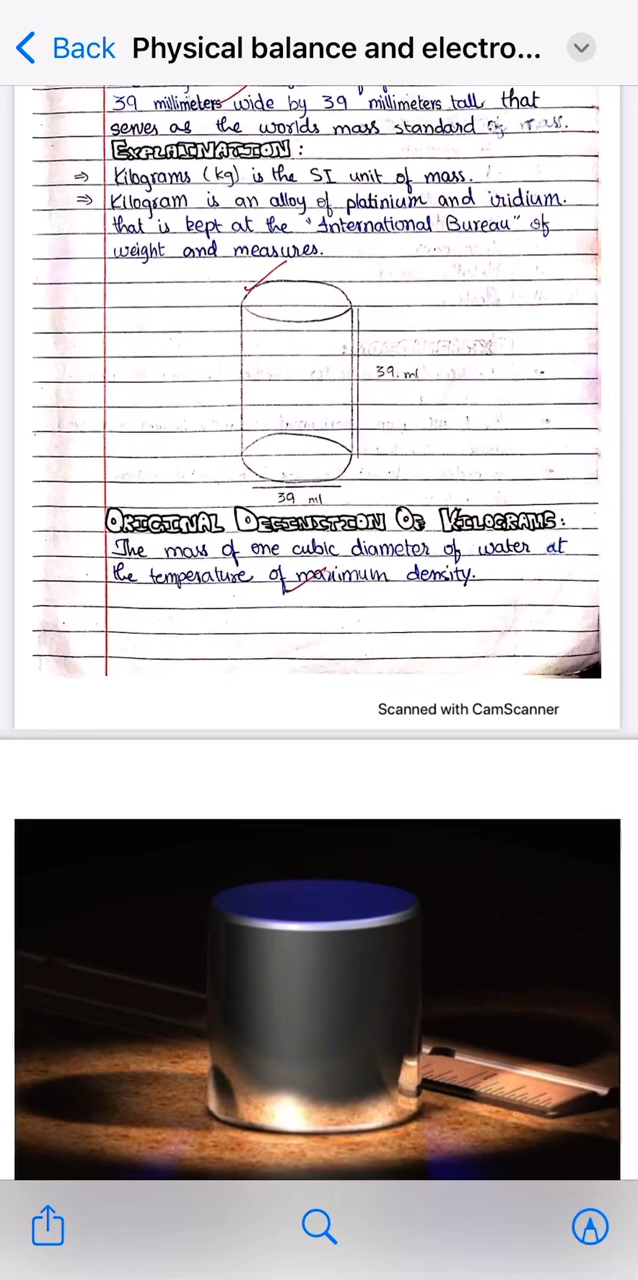 Back Physical balance and electro...
39 millimeters wide by 39 millimeters tall that
serves as the worlds mass standard of mass.
EXPLAINATION:
⇒ Kilograms (kg) is the SI unit of mass.
⇒ Kilogram is an alloy of platinium and iridium.
that is kept at the "International Bureau" of
weight and measures.
39. ml
39 ml
ORIGINAL DEFINITION OF KILOGRAMS:
The mass of one cubic diameter of water at
the temperature of maximum density.
Scanned with CamScanner